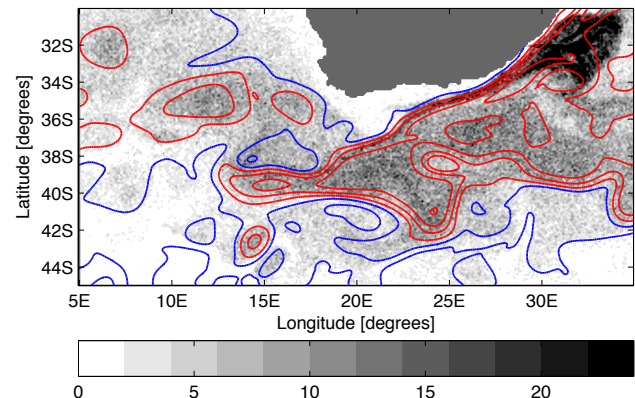 32S
34S
36S
38S
40S
42S
44S
Latitude [degrees]
5E 10E 15E 20E 25E 30E
Longitude [degrees]
0 5 10 15 20